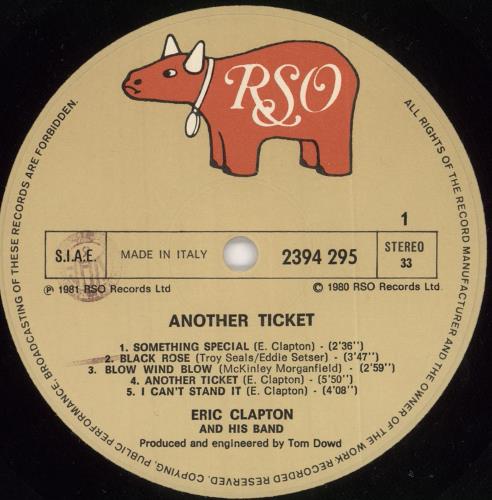 RSO
1
S.I.A.E.
MADE IN ITALY
2394 295
STEREO
33
℗ 1981 RSO Records Ltd
© 1980 RSO Records Ltd.
ANOTHER TICKET
1. SOMETHING SPECIAL (E. Clapton) - (2'36'')
2. BLACK ROSE (Troy Seals/Eddie Setser) - (3'47'')
3. BLOW WIND BLOW (McKinley Morganfield) - (2'59'')
4. ANOTHER TICKET (E. Clapton) - (5'50'')
5. I CAN'T STAND IT (E. Clapton) - (4'08'')
ERIC CLAPTON
AND HIS BAND
Produced and engineered by Tom Dowd
ALL RIGHTS OF THE RECORD MANUFACTURER AND THE OWNER OF THE WORK RECORDED RESERVED. COPYING, PUBLIC PERFORMANCE, BROADCASTING OF THESE RECORDS ARE FORBIDDEN.